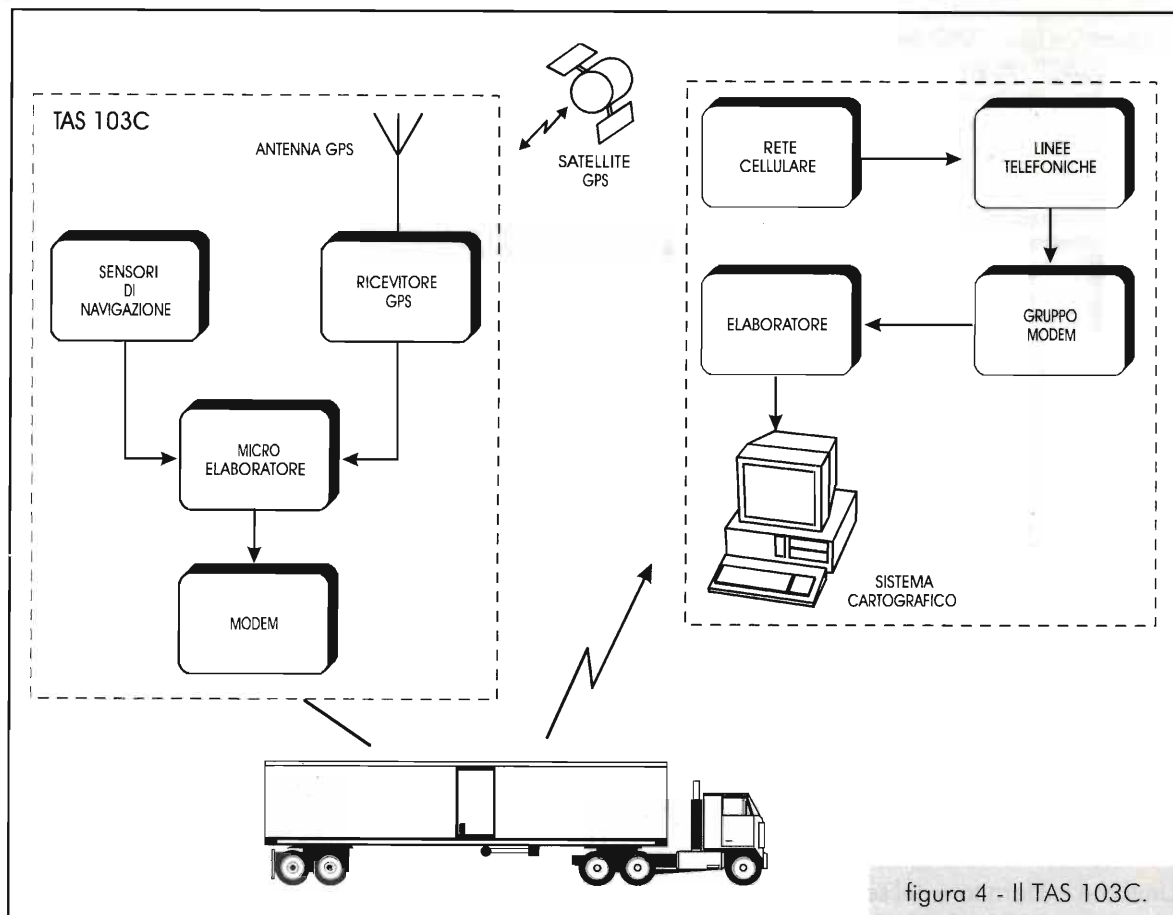 TAS 103C
ANTENNA GPS
SENSORI
DI
NAVIGAZIONE
RICEVITORE
GPS
MICRO
ELABORATORE
MODEM
SATELLITE
GPS
RETE
CELLULARE
LINEE
TELEFONICHE
ELABORATORE
GRUPPO
MODEM
SISTEMA
CARTOGRAFICO
figura 4 - Il TAS 103C.